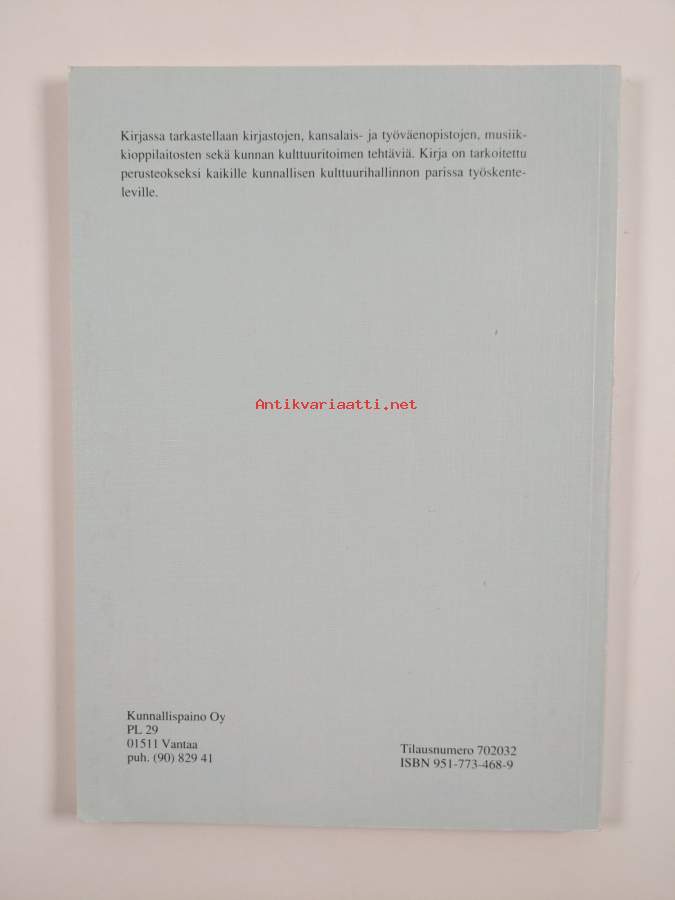 Kirjassa tarkastellaan kirjastojen, kansalais- ja työväenopistojen, musiik-
kioppilaitosten sekä kunnan kulttuuritoimen tehtäviä. Kirja on tarkoitettu
perusteokseksi kaikille kunnallisen kulttuurihallinnon parissa työskente-
leville.
Antikvariaatti.net
Kunnallispaino Oy
PL 29
01511 Vantaa
puh. (90) 829 41
Tilausnumero 702032
ISBN 951-773-468-9